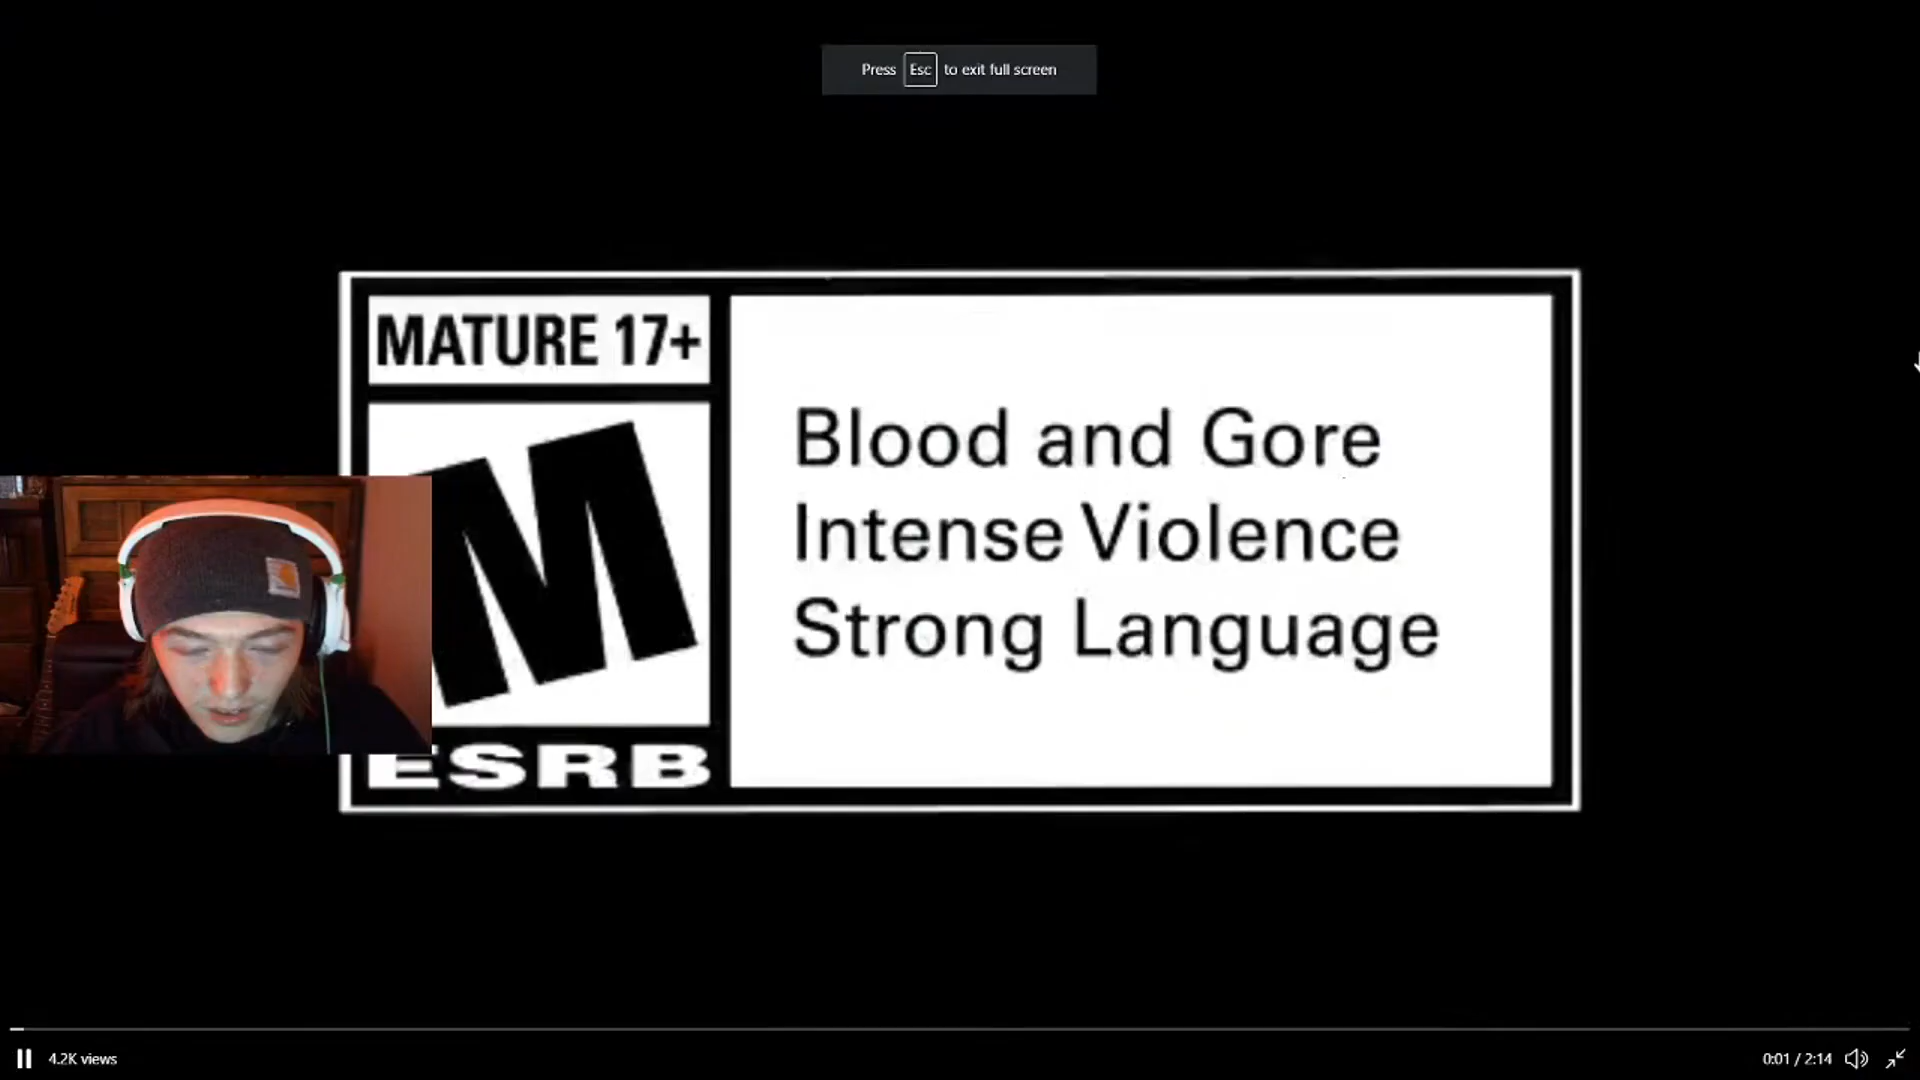 Press Esc to exit full screen
MATURE 17+
M
ESRB
Blood and Gore
Intense Violence
Strong Language
4.2K views
0:01 / 2:14